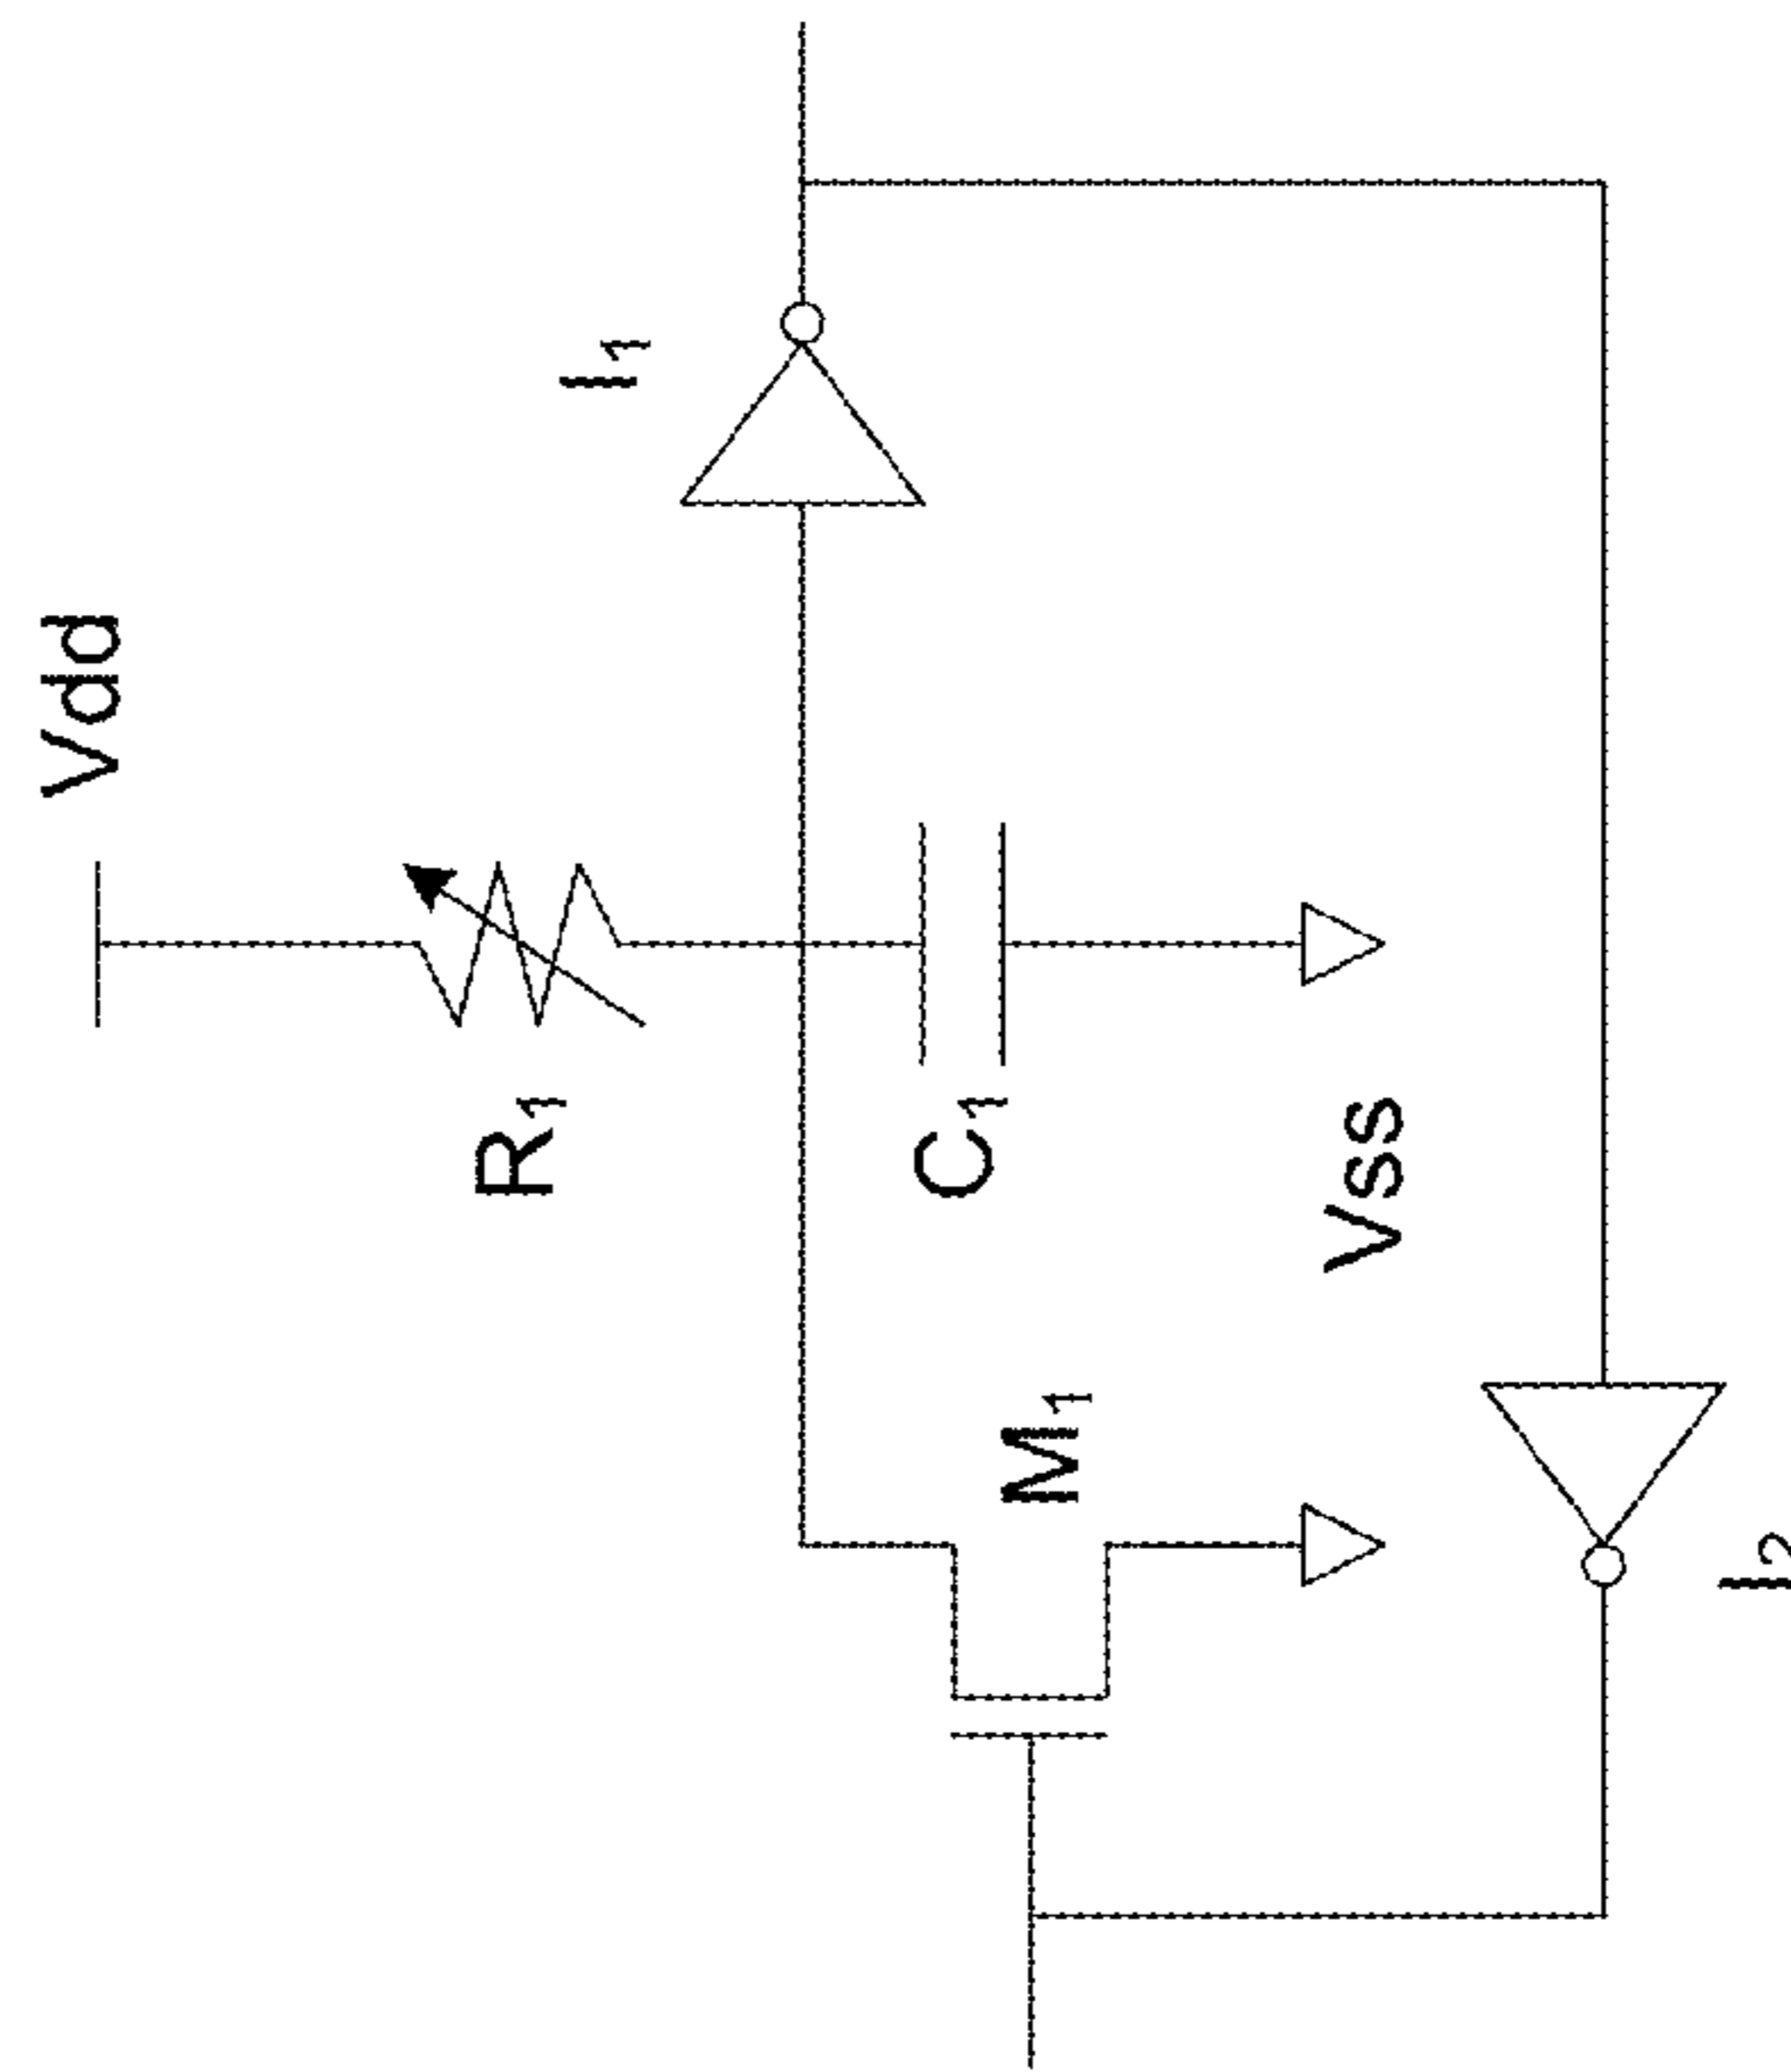 Vdd
I₁
R₁
C₁
Vss
M₁
I₂